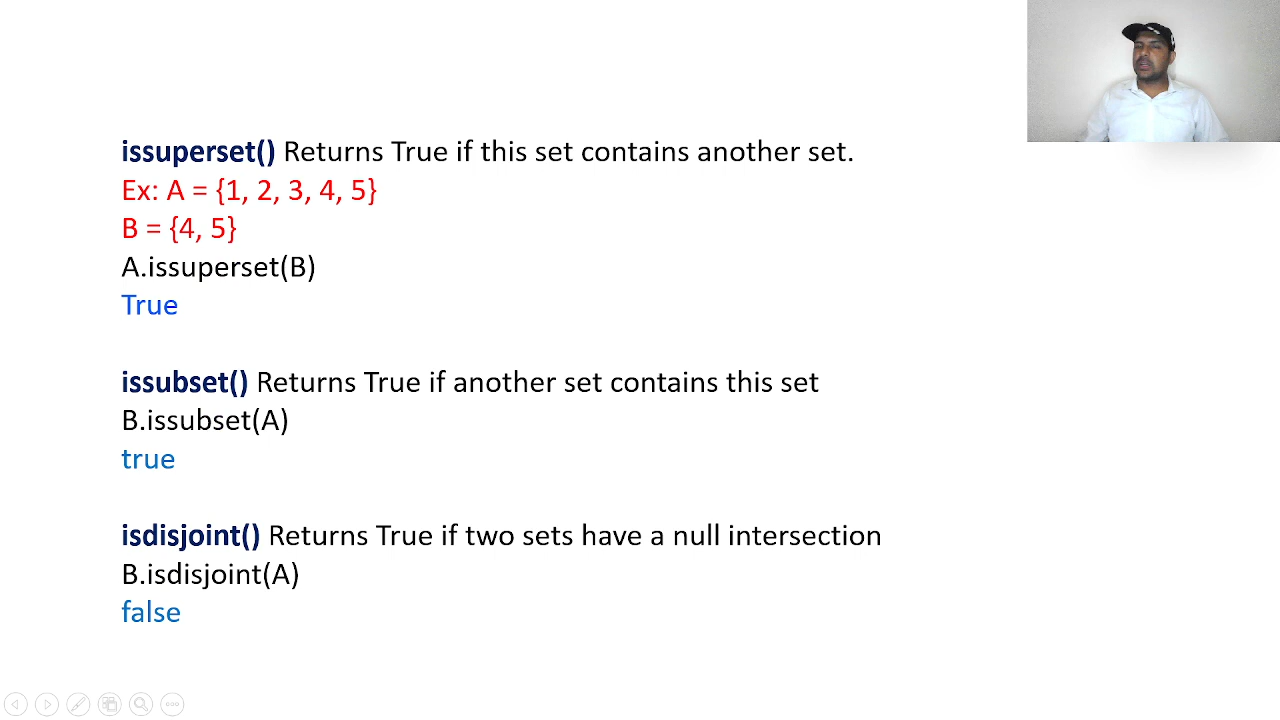 issuperset() Returns True if this set contains another set.
Ex: A = {1, 2, 3, 4, 5}
B = {4, 5}
A.issuperset(B)
True
issubset() Returns True if another set contains this set
B.issubset(A)
true
isdisjoint() Returns True if two sets have a null intersection
B.isdisjoint(A)
false